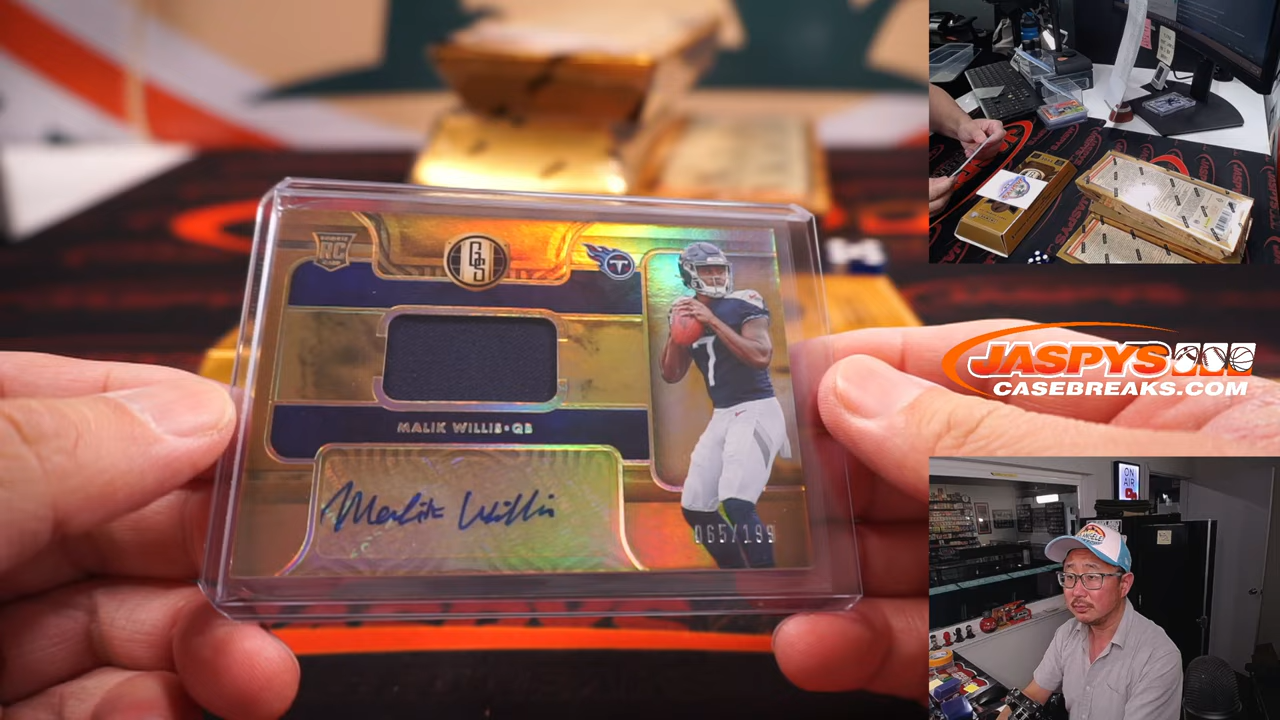 RC
GS
T
7
MALIK WILLIS•QB
Malik Willis
065/199
JASPYS
CASEBREAKS.COM
ON
AIR